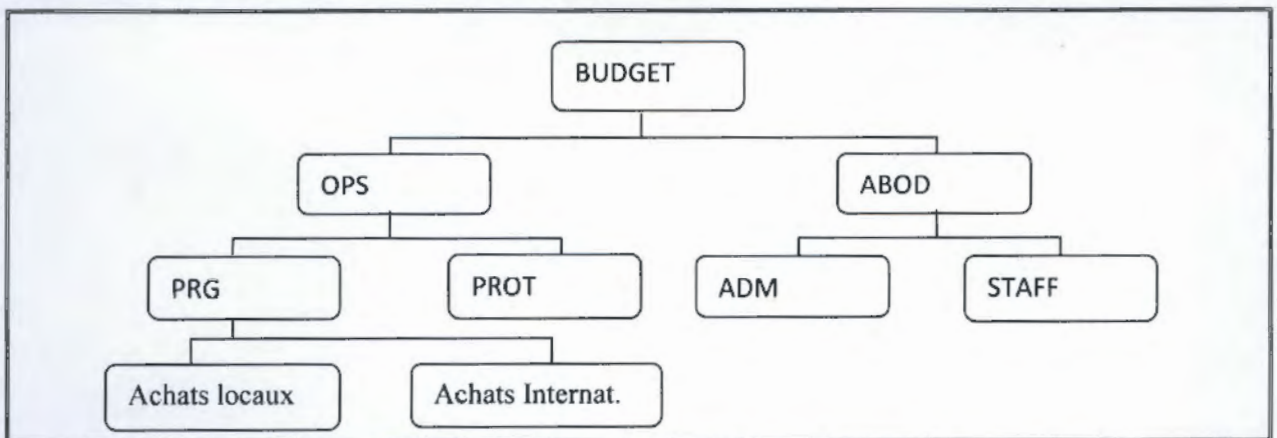 BUDGET
OPS
ABOD
PRG
PROT
ADM
STAFF
Achats locaux
Achats Internat.